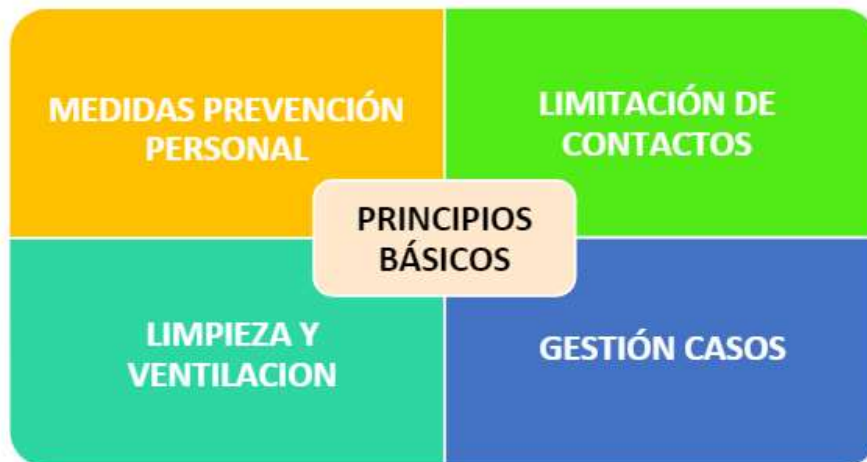 MEDIDAS PREVENCIÓN
PERSONAL
LIMITACIÓN DE
CONTACTOS
PRINCIPIOS
BÁSICOS
LIMPIEZA Y
VENTILACION
GESTIÓN CASOS